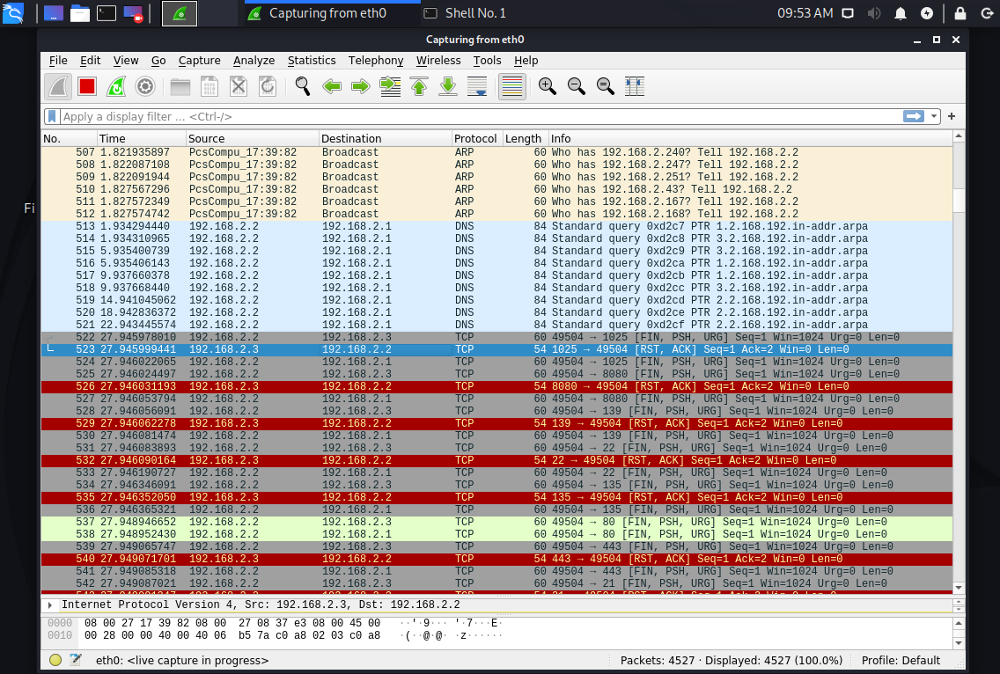 Capturing from eth0 Shell No. 1 09:53 AM
Capturing from eth0
File Edit View Go Capture Analyze Statistics Telephony Wireless Tools Help
Apply a display filter ... <Ctrl-/>
No. Time Source Destination Protocol Length Info
507 1.821935897 PcsCompu_17:39:82 Broadcast ARP 60 Who has 192.168.2.240? Tell 192.168.2.2
508 1.822087108 PcsCompu_17:39:82 Broadcast ARP 60 Who has 192.168.2.247? Tell 192.168.2.2
509 1.822091944 PcsCompu_17:39:82 Broadcast ARP 60 Who has 192.168.2.251? Tell 192.168.2.2
510 1.827567296 PcsCompu_17:39:82 Broadcast ARP 60 Who has 192.168.2.43? Tell 192.168.2.2
511 1.827572349 PcsCompu_17:39:82 Broadcast ARP 60 Who has 192.168.2.167? Tell 192.168.2.2
Fi
512 1.827574742 PcsCompu_17:39:82 Broadcast ARP 60 Who has 192.168.2.168? Tell 192.168.2.2
513 1.934294440 192.168.2.2 192.168.2.1 DNS 84 Standard query 0xd2c7 PTR 1.2.168.192.in-addr.arpa
514 1.934310965 192.168.2.2 192.168.2.1 DNS 84 Standard query 0xd2c8 PTR 3.2.168.192.in-addr.arpa
515 5.935400739 192.168.2.2 192.168.2.1 DNS 84 Standard query 0xd2c9 PTR 3.2.168.192.in-addr.arpa
516 5.935406143 192.168.2.2 192.168.2.1 DNS 84 Standard query 0xd2ca PTR 1.2.168.192.in-addr.arpa
517 9.937660378 192.168.2.2 192.168.2.1 DNS 84 Standard query 0xd2cb PTR 1.2.168.192.in-addr.arpa
518 9.937668440 192.168.2.2 192.168.2.1 DNS 84 Standard query 0xd2cc PTR 3.2.168.192.in-addr.arpa
519 14.941045062 192.168.2.2 192.168.2.1 DNS 84 Standard query 0xd2cd PTR 2.2.168.192.in-addr.arpa
520 18.942836372 192.168.2.2 192.168.2.1 DNS 84 Standard query 0xd2ce PTR 2.2.168.192.in-addr.arpa
521 22.943445574 192.168.2.2 192.168.2.1 DNS 84 Standard query 0xd2cf PTR 2.2.168.192.in-addr.arpa
522 27.945978010 192.168.2.2 192.168.2.3 TCP 60 49504 → 1025 [FIN, PSH, URG] Seq=1 Win=1024 Urg=0 Len=0
523 27.945999441 192.168.2.3 192.168.2.2 TCP 54 1025 → 49504 [RST, ACK] Seq=1 Ack=2 Win=0 Len=0
524 27.946022065 192.168.2.2 192.168.2.1 TCP 60 49504 → 1025 [FIN, PSH, URG] Seq=1 Win=1024 Urg=0 Len=0
525 27.946024497 192.168.2.2 192.168.2.3 TCP 60 49504 → 8080 [FIN, PSH, URG] Seq=1 Win=1024 Urg=0 Len=0
526 27.946031193 192.168.2.3 192.168.2.2 TCP 54 8080 → 49504 [RST, ACK] Seq=1 Ack=2 Win=0 Len=0
527 27.946053794 192.168.2.2 192.168.2.1 TCP 60 49504 → 8080 [FIN, PSH, URG] Seq=1 Win=1024 Urg=0 Len=0
528 27.946056091 192.168.2.2 192.168.2.3 TCP 60 49504 → 139 [FIN, PSH, URG] Seq=1 Win=1024 Urg=0 Len=0
529 27.946062278 192.168.2.3 192.168.2.2 TCP 54 139 → 49504 [RST, ACK] Seq=1 Ack=2 Win=0 Len=0
530 27.946081474 192.168.2.2 192.168.2.1 TCP 60 49504 → 139 [FIN, PSH, URG] Seq=1 Win=1024 Urg=0 Len=0
531 27.946083893 192.168.2.2 192.168.2.3 TCP 60 49504 → 22 [FIN, PSH, URG] Seq=1 Win=1024 Urg=0 Len=0
532 27.946090164 192.168.2.3 192.168.2.2 TCP 54 22 → 49504 [RST, ACK] Seq=1 Ack=2 Win=0 Len=0
533 27.946190727 192.168.2.2 192.168.2.1 TCP 60 49504 → 22 [FIN, PSH, URG] Seq=1 Win=1024 Urg=0 Len=0
534 27.946346091 192.168.2.2 192.168.2.3 TCP 60 49504 → 135 [FIN, PSH, URG] Seq=1 Win=1024 Urg=0 Len=0
535 27.946352050 192.168.2.3 192.168.2.2 TCP 54 135 → 49504 [RST, ACK] Seq=1 Ack=2 Win=0 Len=0
536 27.946365321 192.168.2.2 192.168.2.1 TCP 60 49504 → 135 [FIN, PSH, URG] Seq=1 Win=1024 Urg=0 Len=0
537 27.948946652 192.168.2.2 192.168.2.3 TCP 60 49504 → 80 [FIN, PSH, URG] Seq=1 Win=1024 Urg=0 Len=0
538 27.948952430 192.168.2.2 192.168.2.1 TCP 60 49504 → 80 [FIN, PSH, URG] Seq=1 Win=1024 Urg=0 Len=0
539 27.949065747 192.168.2.2 192.168.2.3 TCP 60 49504 → 443 [FIN, PSH, URG] Seq=1 Win=1024 Urg=0 Len=0
540 27.949071701 192.168.2.3 192.168.2.2 TCP 54 443 → 49504 [RST, ACK] Seq=1 Ack=2 Win=0 Len=0
541 27.949085318 192.168.2.2 192.168.2.1 TCP 60 49504 → 443 [FIN, PSH, URG] Seq=1 Win=1024 Urg=0 Len=0
542 27.949087021 192.168.2.2 192.168.2.3 TCP 60 49504 → 21 [FIN, PSH, URG] Seq=1 Win=1024 Urg=0 Len=0
Internet Protocol Version 4, Src: 192.168.2.3, Dst: 192.168.2.2
0000 08 00 27 17 39 82 08 00 27 08 37 e3 08 00 45 00 ··'·9··· '·7···E·
0010 00 28 00 00 40 00 40 06 b5 7a c0 a8 02 03 c0 a8 ·(··@·@· ·z······
eth0: <live capture in progress> Packets: 4527 · Displayed: 4527 (100.0%) Profile: Default